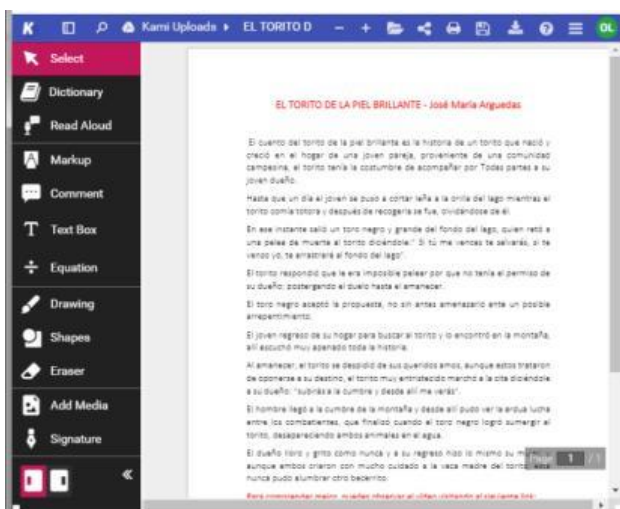 K Kami Uploads ▸ EL TORITO D − + OL
Select
Dictionary
Read Aloud
Markup
Comment
Text Box
Equation
Drawing
Shapes
Eraser
Add Media
Signature
EL TORITO DE LA PIEL BRILLANTE - José María Arguedas
El cuento del torito de la piel brillante es la historia de un torito que nació y
creció en el hogar de una joven pareja, proveniente de una comunidad
campesina, el torito tenía la costumbre de acompañar por Todas partes a su
joven dueño.
Hasta que un día el joven se puso a cortar leña a la orilla del lago mientras el
torito comía totora y después de recogerla se fue, olvidándose de él.
En ese instante salió un toro negro y grande del fondo del lago, quien retó a
una pelea de muerte al torito diciéndole:" Si tú me vences te salvarás, si te
venzo yo, te arrastraré al fondo del lago".
El torito respondió que le era imposible pelear por que no tenía el permiso de
su dueño; postergando el duelo hasta el amanecer.
El toro negro aceptó la propuesta, no sin antes amenazarlo ante un posible
arrepentimiento.
El joven regreso de su hogar para buscar al torito y lo encontró en la montaña,
allí escuchó muy apenado toda la historia.
Al amanecer, el torito se despidió de sus queridos amos, aunque estos trataron
de oponerse a su destino, el torito muy entristecido marchó a la cita diciéndole
a su dueño: "subirás a la cumbre y desde allí me verás".
El hombre llegó a la cumbre de la montaña y desde allí pudo ver la ardua lucha
entre los combatientes, que finalizó cuando el toro negro logró sumergir al
torito, desapareciendo ambos animales en el agua.
El dueño lloró y grito como nunca y a su regreso hizo lo mismo su
aunque ambos criaron con mucho cuidado a la vaca madre del torito, esta
nunca pudo alumbrar otro becerrito.
Para comprender mejor, puedes observar el vídeo visitando el siguiente link:
Page 1 / 1